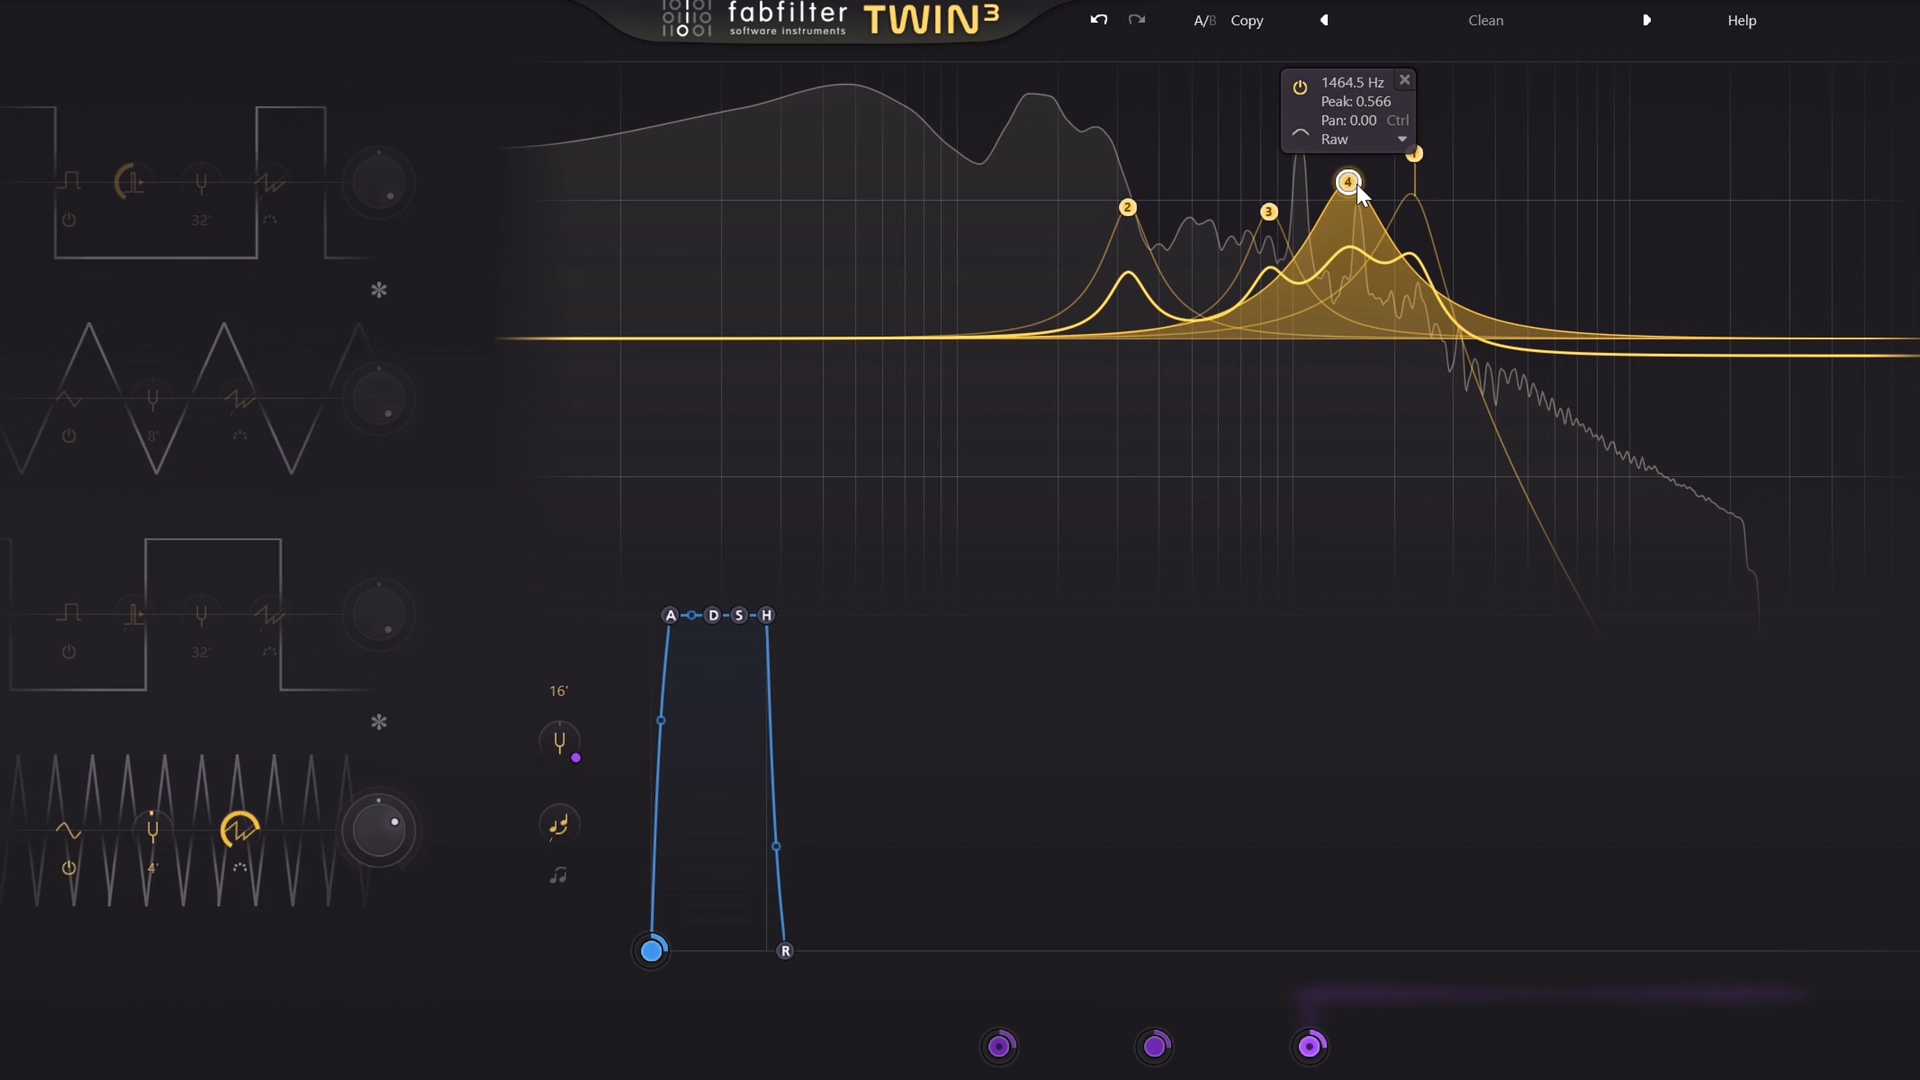 fabfilter
software instruments
TWIN3
A/B
Copy
Clean
Help
1464.5 Hz
Peak: 0.566
Pan: 0.00 Ctrl
Raw
1
2
3
4
32'
8'
32'
4'
16'
A
D
S
H
R